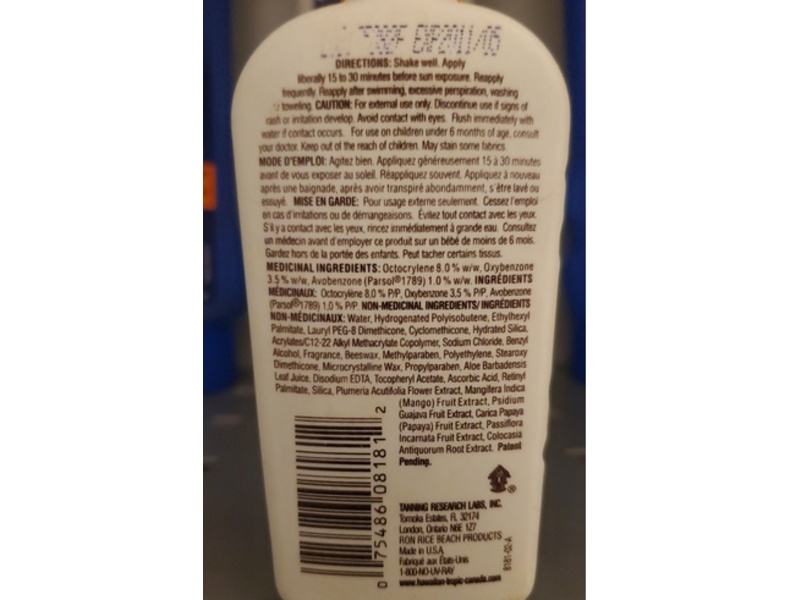 EXP2011/05
DIRECTIONS: Shake well. Apply
liberally 15 to 30 minutes before sun exposure. Reapply
frequently. Reapply after swimming, excessive perspiration, washing
toweling. CAUTION: For external use only. Discontinue use if signs of
rash or irritation develop. Avoid contact with eyes. Flush immediately with
water if contact occurs. For use on children under 6 months of age, consult
your doctor. Keep out of the reach of children. May stain some fabrics.
MODE D'EMPLOI: Agitez bien. Appliquez généreusement 15 à 30 minutes
avant de vous exposer au soleil. Réappliquez souvent. Appliquez à nouveau
après une baignade, après avoir transpiré abondamment, s'être lavé ou
essuyé. MISE EN GARDE: Pour usage externe seulement. Cessez l'emploi
en cas d'irritations ou de démangeaisons. Évitez tout contact avec les yeux.
S'il y a contact avec les yeux, rincez immédiatement à grande eau. Consultez
un médecin avant d'employer ce produit sur un bébé de moins de 6 mois.
Gardez hors de la portée des enfants. Peut tacher certains tissus.
MEDICINAL INGREDIENTS: Octocrylene 8.0 % w/w, Oxybenzone
3.5 % w/w, Avobenzone (Parsol®1789) 1.0 % w/w. INGRÉDIENTS
MÉDICINAUX: Octocrylène 8.0 % P/P, Oxybenzone 3.5 % P/P, Avobenzone
(Parsol®1789) 1.0 % P/P. NON-MEDICINAL INGREDIENTS/INGRÉDIENTS
NON-MÉDICINAUX: Water, Hydrogenated Polyisobutene, Ethylhexyl
Palmitate, Lauryl PEG-8 Dimethicone, Cyclomethicone, Hydrated Silica,
Acrylates/C12-22 Alkyl Methacrylate Copolymer, Sodium Chloride, Benzyl
Alcohol, Fragrance, Beeswax, Methylparaben, Polyethylene, Stearoxy
Dimethicone, Microcrystalline Wax, Propylparaben, Aloe Barbadensis
Leaf Juice, Disodium EDTA, Tocopheryl Acetate, Ascorbic Acid, Retinyl
Palmitate, Silica, Plumeria Acutifolia Flower Extract, Mangifera Indica
(Mango) Fruit Extract, Psidium
Guajava Fruit Extract, Carica Papaya
(Papaya) Fruit Extract, Passiflora
Incarnata Fruit Extract, Colocasia
Antiquorum Root Extract. Patent
Pending.
0 75486 08181 2
®
TANNING RESEARCH LABS, INC.
Tomoka Estates, FL 32174
London, Ontario N6E 1Z7
RON RICE BEACH PRODUCTS
Made in U.S.A.
Fabriqué aux États-Unis
1-800-NO-UV-RAY
www.hawaiian-tropic-canada.com
8181-02-A